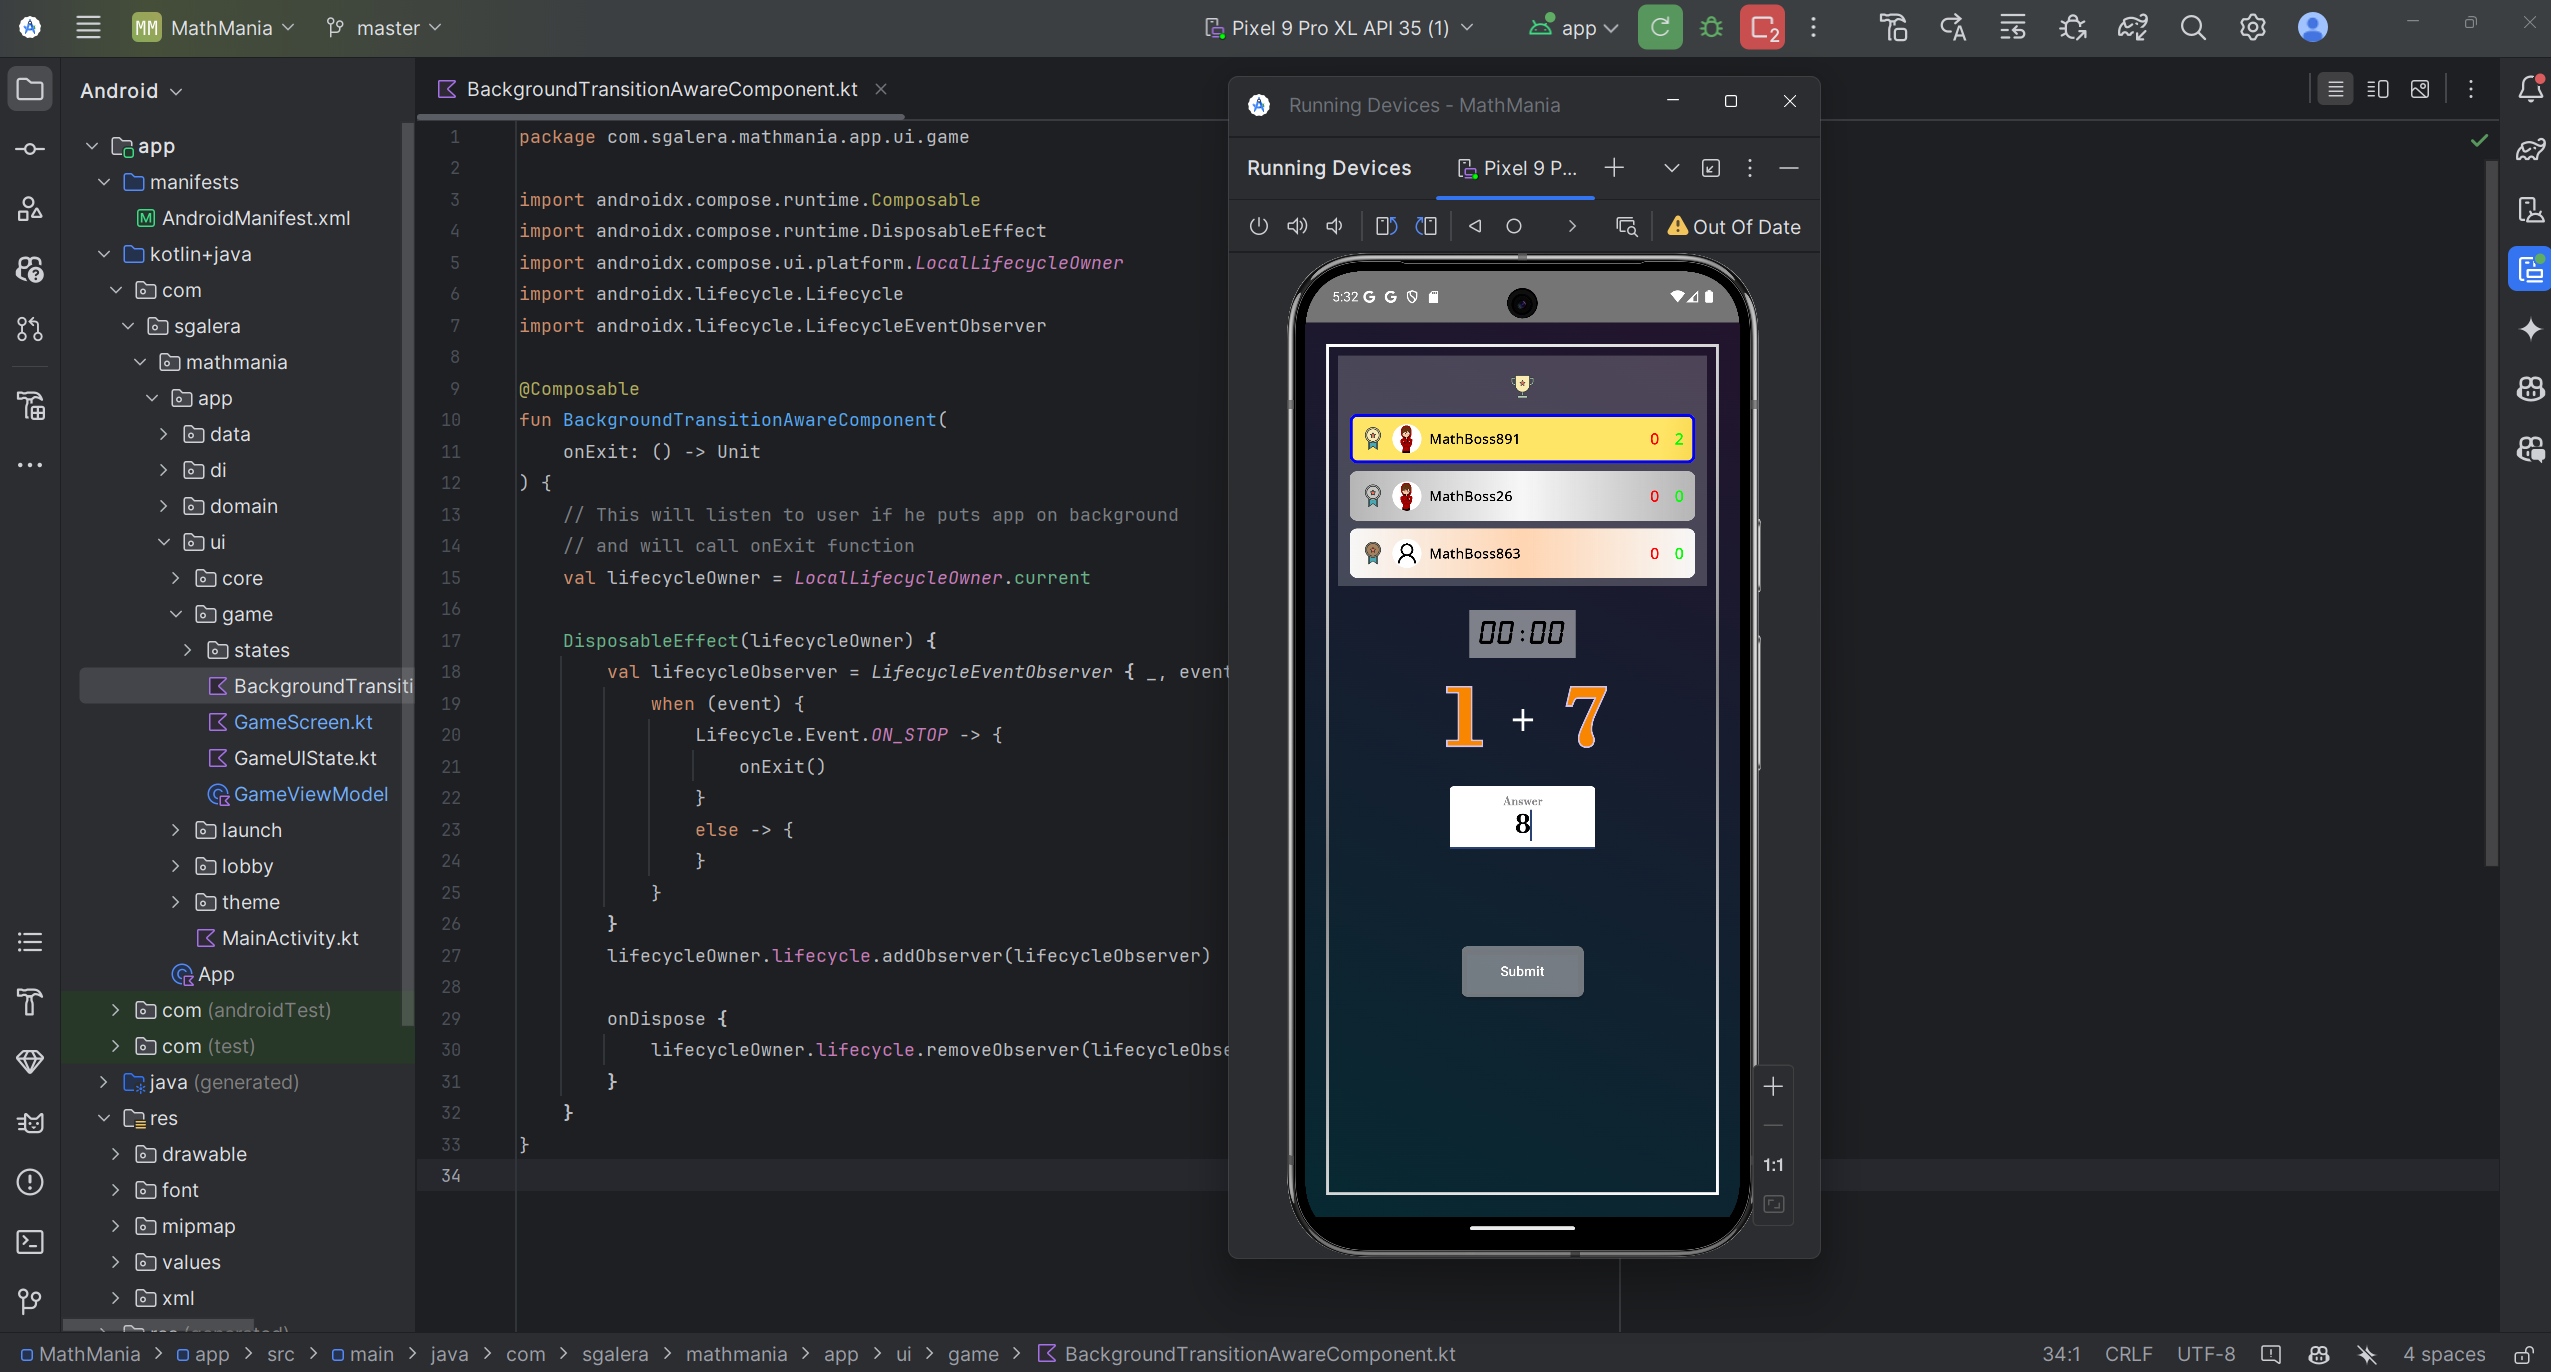 MM MathMania master Pixel 9 Pro XL API 35 (1) app 2
Android
app
manifests
AndroidManifest.xml
kotlin+java
com
sgalera
mathmania
app
data
di
domain
ui
core
game
states
BackgroundTransiti
GameScreen.kt
GameUIState.kt
GameViewModel
launch
lobby
theme
MainActivity.kt
App
com (androidTest)
com (test)
java (generated)
res
drawable
font
mipmap
values
xml
BackgroundTransitionAwareComponent.kt
1 package com.sgalera.mathmania.app.ui.game
2
3 import androidx.compose.runtime.Composable
4 import androidx.compose.runtime.DisposableEffect
5 import androidx.compose.ui.platform.LocalLifecycleOwner
6 import androidx.lifecycle.Lifecycle
7 import androidx.lifecycle.LifecycleEventObserver
8
9 @Composable
10 fun BackgroundTransitionAwareComponent(
11 onExit: () -> Unit
12 ) {
13 // This will listen to user if he puts app on background
14 // and will call onExit function
15 val lifecycleOwner = LocalLifecycleOwner.current
16
17 DisposableEffect(lifecycleOwner) {
18 val lifecycleObserver = LifecycleEventObserver { _, event
19 when (event) {
20 Lifecycle.Event.ON_STOP -> {
21 onExit()
22 }
23 else -> {
24 }
25 }
26 }
27 lifecycleOwner.lifecycle.addObserver(lifecycleObserver)
28
29 onDispose {
30 lifecycleOwner.lifecycle.removeObserver(lifecycleObse
31 }
32 }
33 }
34
Running Devices - MathMania
Running Devices Pixel 9 P...
Out Of Date
5:32
MathBoss891 0 2
MathBoss26 0 0
MathBoss863 0 0
00:00
1 + 7
Answer
8
Submit
1:1
MathMania > app > src > main > java > com > sgalera > mathmania > app > ui > game > BackgroundTransitionAwareComponent.kt
34:1 CRLF UTF-8 4 spaces